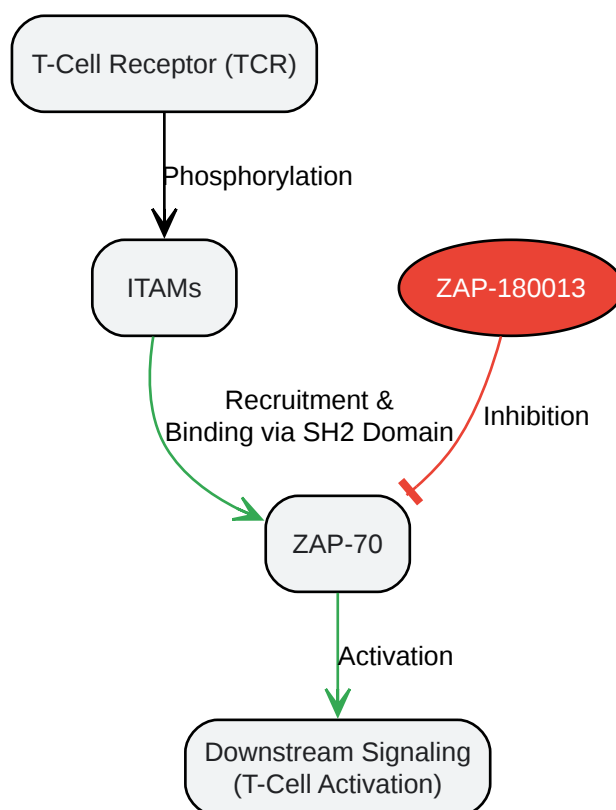 T-Cell Receptor (TCR)
Phosphorylation
ITAMs
ZAP-180013
Recruitment &
Binding via SH2 Domain
Inhibition
ZAP-70
Activation
Downstream Signaling
(T-Cell Activation)